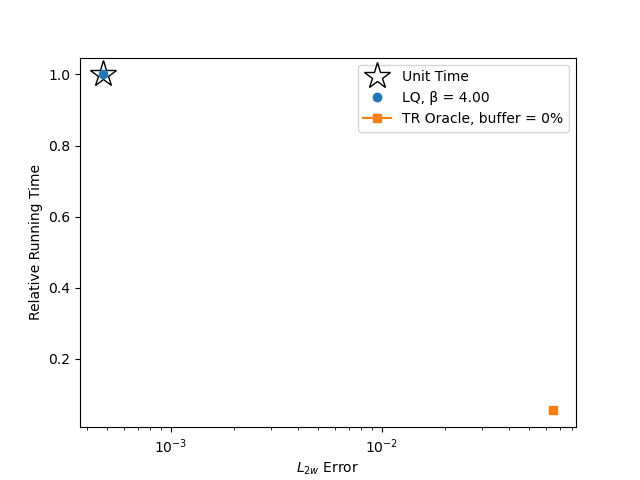 Unit Time
LQ, β = 4.00
TR Oracle, buffer = 0%
1.0
0.8
0.6
0.4
0.2
Relative Running Time
10⁻³
10⁻²
L₂w Error